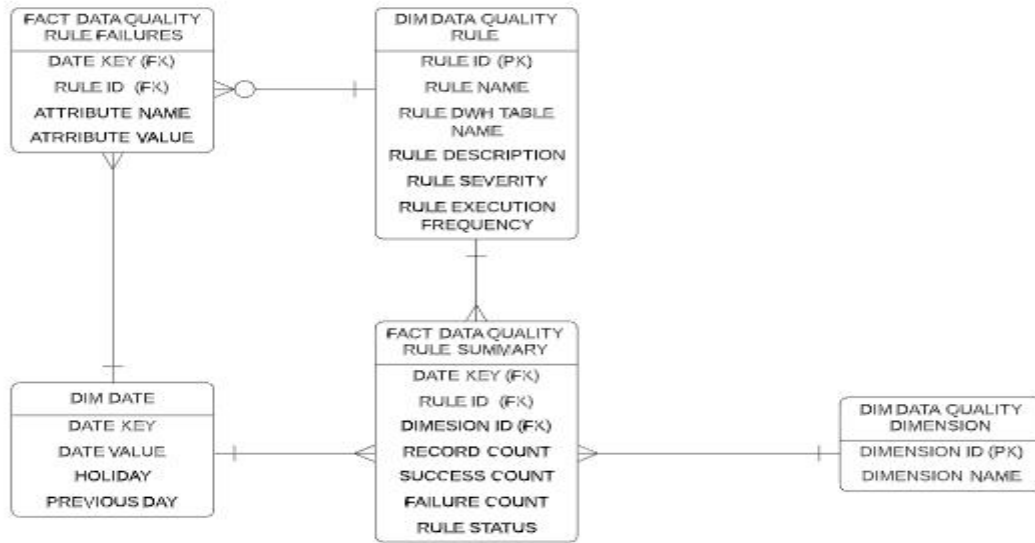 FACT DATA QUALITY
RULE FAILURES
DATE KEY (FK)
RULE ID (FK)
ATTRIBUTE NAME
ATRRIBUTE VALUE
DIM DATA QUALITY
RULE
RULE ID (PK)
RULE NAME
RULE DWH TABLE
NAME
RULE DESCRIPTION
RULE SEVERITY
RULE EXECUTION
FREQUENCY
DIM DATE
DATE KEY
DATE VALUE
HOLIDAY
PREVIOUS DAY
FACT DATA QUALITY
RULE SUMMARY
DATE KEY (FK)
RULE ID (FK)
DIMESION ID (FK)
RECORD COUNT
SUCCESS COUNT
FAILURE COUNT
RULE STATUS
DIM DATA QUALITY
DIMENSION
DIMENSION ID (PK)
DIMENSION NAME